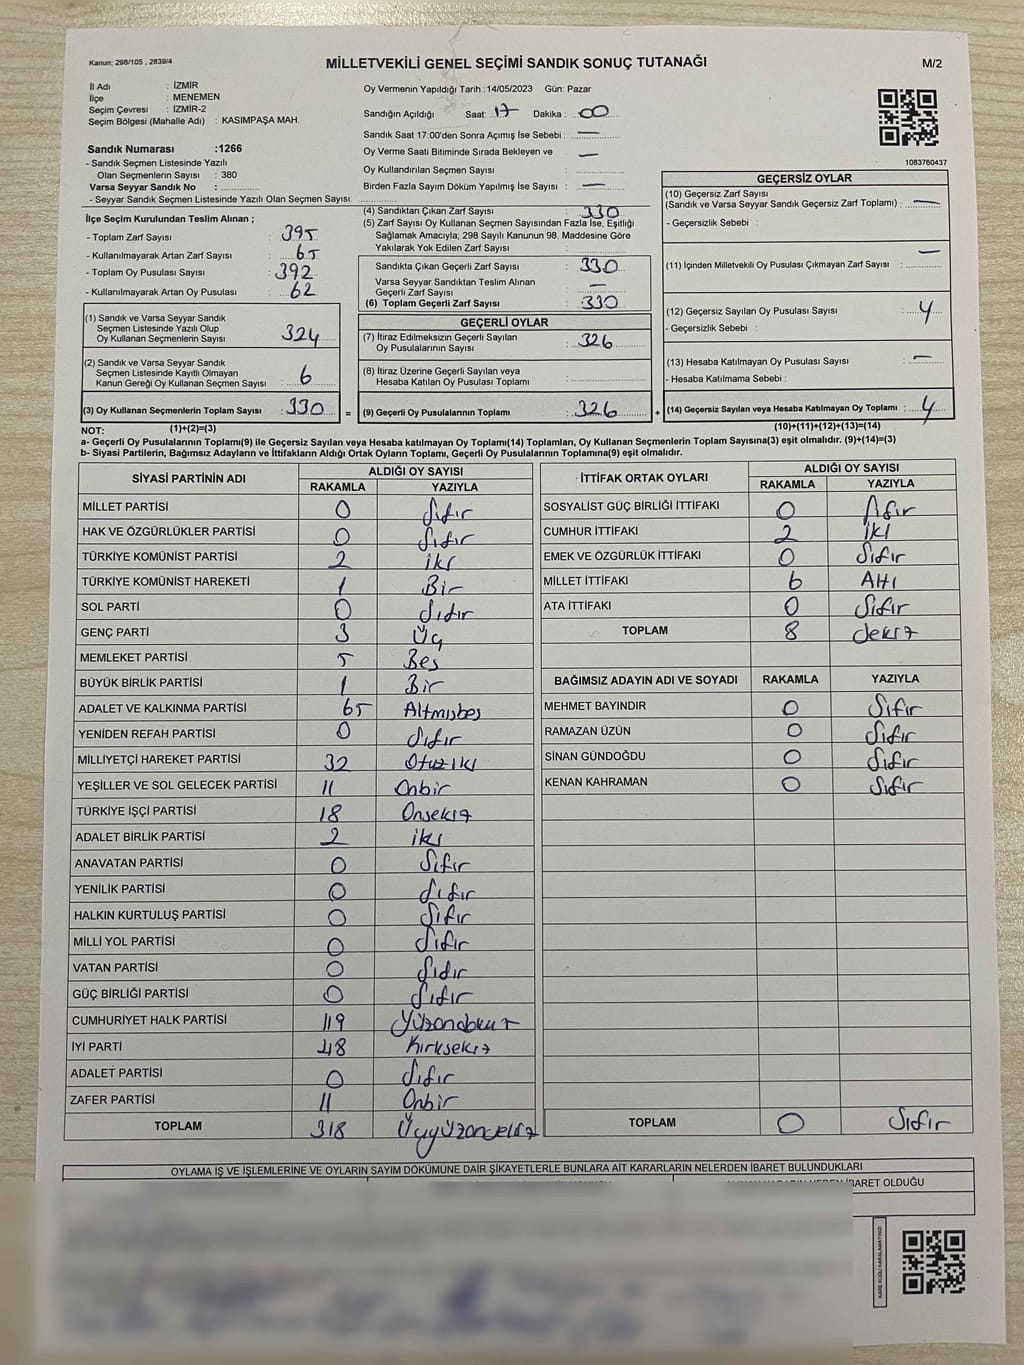 Kanun; 298/105 , 2839/4
MİLLETVEKİLİ GENEL SEÇİMİ SANDIK SONUÇ TUTANAĞI
M/2
İl Adı : İZMİR
İlçe : MENEMEN
Seçim Çevresi : İZMİR-2
Seçim Bölgesi (Mahalle Adı) : KASIMPAŞA MAH.
Sandık Numarası :1266
- Sandık Seçmen Listesinde Yazılı
Olan Seçmenlerin Sayısı : 380
Varsa Seyyar Sandık No :
- Seyyar Sandık Seçmen Listesinde Yazılı Olan Seçmen Sayısı:
Oy Vermenin Yapıldığı Tarih : 14/05/2023 Gün: Pazar
Sandığın Açıldığı Saat: 17 Dakika : 00
Sandık Saat 17:00'den Sonra Açımış İse Sebebi : —
Oy Verme Saati Bitiminde Sırada Bekleyen ve —
Oy Kullandırılan Seçmen Sayısı :
Birden Fazla Sayım Döküm Yapılmış İse Sayısı : —
1083760437
İlçe Seçim Kurulundan Teslim Alınan ;
- Toplam Zarf Sayısı : 395
- Kullanılmayarak Artan Zarf Sayısı : 65
- Toplam Oy Pusulası Sayısı : 392
- Kullanılmayarak Artan Oy Pusulası : 62
(1) Sandık ve Varsa Seyyar Sandık
Seçmen Listesinde Yazılı Olup
Oy Kullanan Seçmenlerin Sayısı : 324
(2) Sandık ve Varsa Seyyar Sandık
Seçmen Listesinde Kayıtlı Olmayan
Kanun Gereği Oy Kullanan Seçmen Sayısı : 6
(3) Oy Kullanan Seçmenlerin Toplam Sayısı : 330 =
(4) Sandıktan Çıkan Zarf Sayısı : 330
(5) Zarf Sayısı Oy Kullanan Seçmen Sayısından Fazla İse, Eşitliği
Sağlamak Amacıyla; 298 Sayılı Kanunun 98. Maddesine Göre
Yakılarak Yok Edilen Zarf Sayısı :
Sandıkta Çıkan Geçerli Zarf Sayısı : 330
Varsa Seyyar Sandıktan Teslim Alınan
Geçerli Zarf Sayısı : —
(6) Toplam Geçerli Zarf Sayısı : 330
GEÇERLİ OYLAR
(7) İtiraz Edilmeksizin Geçerli Sayılan
Oy Pusulalarının Sayısı : 326
(8) İtiraz Üzerine Geçerli Sayılan veya
Hesaba Katılan Oy Pusulası Toplamı :
(9) Geçerli Oy Pusulalarının Toplamı : 326 +
GEÇERSİZ OYLAR
(10) Geçersiz Zarf Sayısı
(Sandık ve Varsa Seyyar Sandık Geçersiz Zarf Toplamı) : —
- Geçersizlik Sebebi :
(11) İçinden Milletvekili Oy Pusulası Çıkmayan Zarf Sayısı : —
(12) Geçersiz Sayılan Oy Pusulası Sayısı : 4
- Geçersizlik Sebebi :
(13) Hesaba Katılmayan Oy Pusulası Sayısı : —
- Hesaba Katılmama Sebebi :
(14) Geçersiz Sayılan veya Hesaba Katılmayan Oy Toplamı : 4
NOT: (1)+(2)=(3) (10)+(11)+(12)+(13)=(14)
a- Geçerli Oy Pusulalarının Toplamı(9) ile Geçersiz Sayılan veya Hesaba katılmayan Oy Toplamı(14) Toplamları, Oy Kullanan Seçmenlerin Toplam Sayısına(3) eşit olmalıdır. (9)+(14)=(3)
b- Siyasi Partilerin, Bağımsız Adayların ve İttifakların Aldığı Ortak Oyların Toplamı, Geçerli Oy Pusulalarının Toplamına(9) eşit olmalıdır.
SİYASİ PARTİNİN ADI ALDIĞI OY SAYISI
RAKAMLA YAZIYLA
MİLLET PARTİSİ 0 Sıfır
HAK VE ÖZGÜRLÜKLER PARTİSİ 0 Sıfır
TÜRKİYE KOMÜNİST PARTİSİ 2 iki
TÜRKİYE KOMÜNİST HAREKETİ 1 Bir
SOL PARTİ 0 Sıfır
GENÇ PARTİ 3 Üç
MEMLEKET PARTİSİ 5 Beş
BÜYÜK BİRLİK PARTİSİ 1 Bir
ADALET VE KALKINMA PARTİSİ 65 Altmışbeş
YENİDEN REFAH PARTİSİ 0 Sıfır
MİLLİYETÇİ HAREKET PARTİSİ 32 Otuziki
YEŞİLLER VE SOL GELECEK PARTİSİ 11 Onbir
TÜRKİYE İŞÇİ PARTİSİ 18 Onsekiz
ADALET BİRLİK PARTİSİ 2 iki
ANAVATAN PARTİSİ 0 Sıfır
YENİLİK PARTİSİ 0 Sıfır
HALKIN KURTULUŞ PARTİSİ 0 Sıfır
MİLLİ YOL PARTİSİ 0 Sıfır
VATAN PARTİSİ 0 Sıfır
GÜÇ BİRLİĞİ PARTİSİ 0 Sıfır
CUMHURİYET HALK PARTİSİ 119 Yüzondokuz
İYİ PARTİ 48 Kırksekiz
ADALET PARTİSİ 0 Sıfır
ZAFER PARTİSİ 11 Onbir
TOPLAM 318 Üçyüzonsekiz
İTTİFAK ORTAK OYLARI ALDIĞI OY SAYISI
RAKAMLA YAZIYLA
SOSYALİST GÜÇ BİRLİĞİ İTTİFAKI 0 Sıfır
CUMHUR İTTİFAKI 2 iki
EMEK VE ÖZGÜRLÜK İTTİFAKI 0 Sıfır
MİLLET İTTİFAKI 6 Altı
ATA İTTİFAKI 0 Sıfır
TOPLAM 8 Sekiz
BAĞIMSIZ ADAYIN ADI VE SOYADI RAKAMLA YAZIYLA
MEHMET BAYINDIR 0 Sıfır
RAMAZAN ÜZÜN 0 Sıfır
SİNAN GÜNDOĞDU 0 Sıfır
KENAN KAHRAMAN 0 Sıfır
TOPLAM 0 Sıfır
OYLAMA İŞ VE İŞLEMLERİNE VE OYLARIN SAYIM DÖKÜMÜNE DAİR ŞİKAYETLERLE BUNLARA AİT KARARLARIN NELERDEN İBARET BULUNDUKLARI
İBARET OLDUĞU
KARE KODU KARALAMAYINIZ!